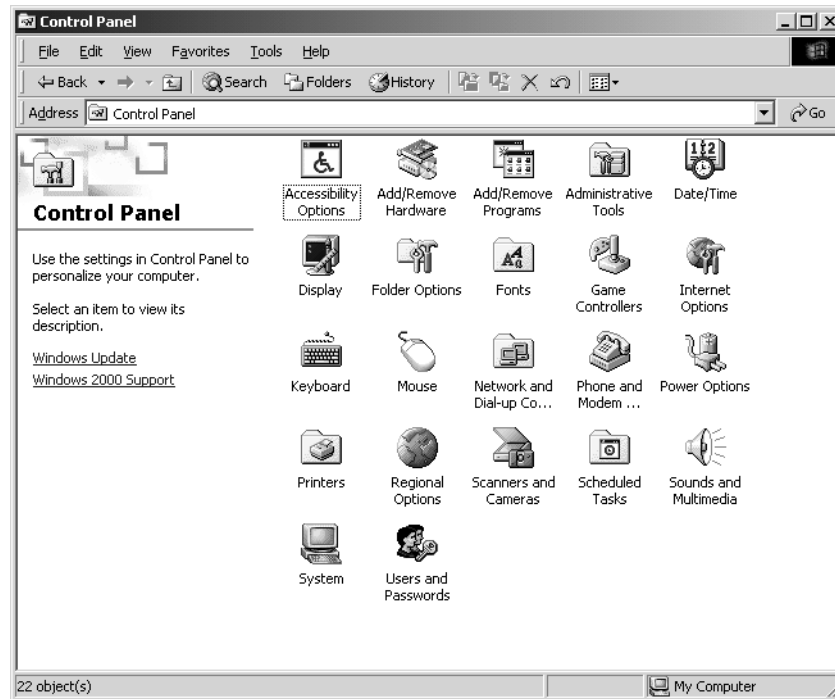 Control Panel
File Edit View Favorites Tools Help
Back Search Folders History
Address Control Panel Go
Control Panel
Use the settings in Control Panel to
personalize your computer.
Select an item to view its
description.
Windows Update
Windows 2000 Support
Accessibility
Options
Add/Remove
Hardware
Add/Remove
Programs
Administrative
Tools
Date/Time
Display
Folder Options
Fonts
Game
Controllers
Internet
Options
Keyboard
Mouse
Network and
Dial-up Co...
Phone and
Modem ...
Power Options
Printers
Regional
Options
Scanners and
Cameras
Scheduled
Tasks
Sounds and
Multimedia
System
Users and
Passwords
22 object(s) My Computer